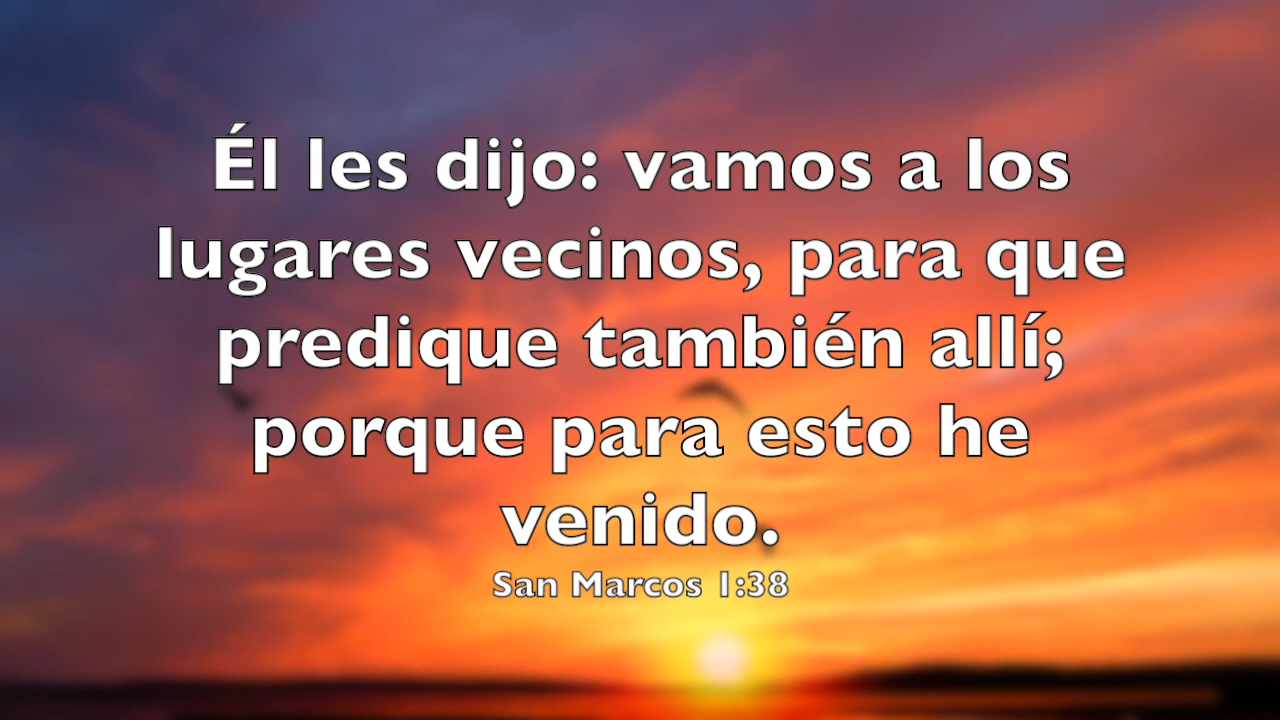 Él les dijo: vamos a los
lugares vecinos, para que
predique también allí;
porque para esto he
venido.
San Marcos 1:38